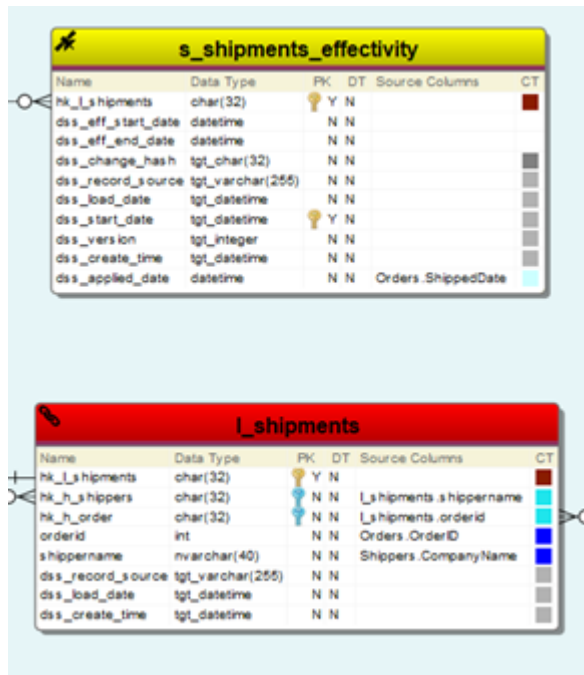 s_shipments_effectivity
Name Data Type PK DT Source Columns CT
hk_l_shipments char(32) Y N
dss_eff_start_date datetime N N
dss_eff_end_date datetime N N
dss_change_hash tgt_char(32) N N
dss_record_source tgt_varchar(255) N N
dss_load_date tgt_datetime N N
dss_start_date tgt_datetime Y N
dss_version tgt_integer N N
dss_create_time tgt_datetime N N
dss_applied_date datetime N N Orders.ShippedDate
l_shipments
Name Data Type PK DT Source Columns CT
hk_l_shipments char(32) Y N
hk_h_shippers char(32) N N l_shipments.shippername
hk_h_order char(32) N N l_shipments.orderid
orderid int N N Orders.OrderID
shippername nvarchar(40) N N Shippers.CompanyName
dss_record_source tgt_varchar(255) N N
dss_load_date tgt_datetime N N
dss_create_time tgt_datetime N N